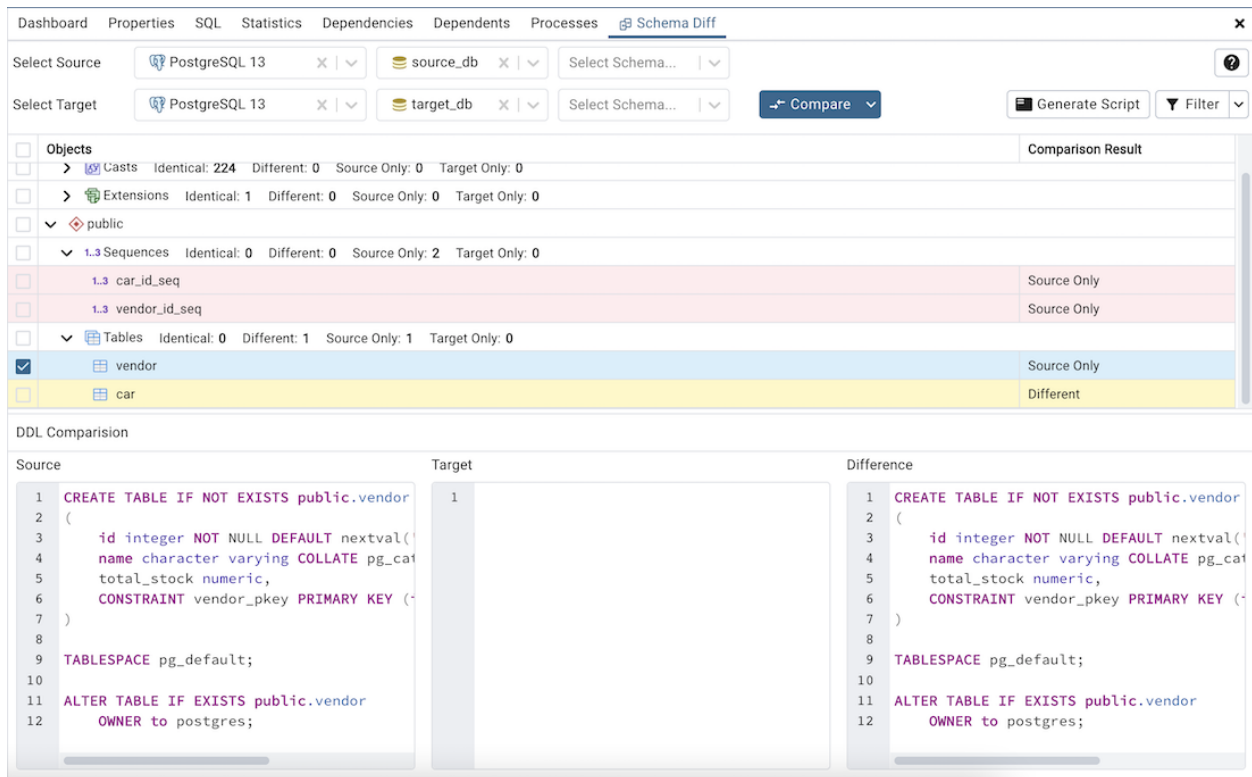 Dashboard Properties SQL Statistics Dependencies Dependents Processes Schema Diff
Select Source PostgreSQL 13 source_db Select Schema...
Select Target PostgreSQL 13 target_db Select Schema... Compare Generate Script Filter
Objects Comparison Result
Casts Identical: 224 Different: 0 Source Only: 0 Target Only: 0
Extensions Identical: 1 Different: 0 Source Only: 0 Target Only: 0
public
1..3 Sequences Identical: 0 Different: 0 Source Only: 2 Target Only: 0
1..3 car_id_seq Source Only
1..3 vendor_id_seq Source Only
Tables Identical: 0 Different: 1 Source Only: 1 Target Only: 0
vendor Source Only
car Different
DDL Comparision
Source
1 CREATE TABLE IF NOT EXISTS public.vendor
2 (
3 id integer NOT NULL DEFAULT nextval('
4 name character varying COLLATE pg_cat
5 total_stock numeric,
6 CONSTRAINT vendor_pkey PRIMARY KEY (
7 )
8
9 TABLESPACE pg_default;
10
11 ALTER TABLE IF EXISTS public.vendor
12 OWNER to postgres;
Target
1
Difference
1 CREATE TABLE IF NOT EXISTS public.vendor
2 (
3 id integer NOT NULL DEFAULT nextval(
4 name character varying COLLATE pg_cat
5 total_stock numeric,
6 CONSTRAINT vendor_pkey PRIMARY KEY (
7 )
8
9 TABLESPACE pg_default;
10
11 ALTER TABLE IF EXISTS public.vendor
12 OWNER to postgres;